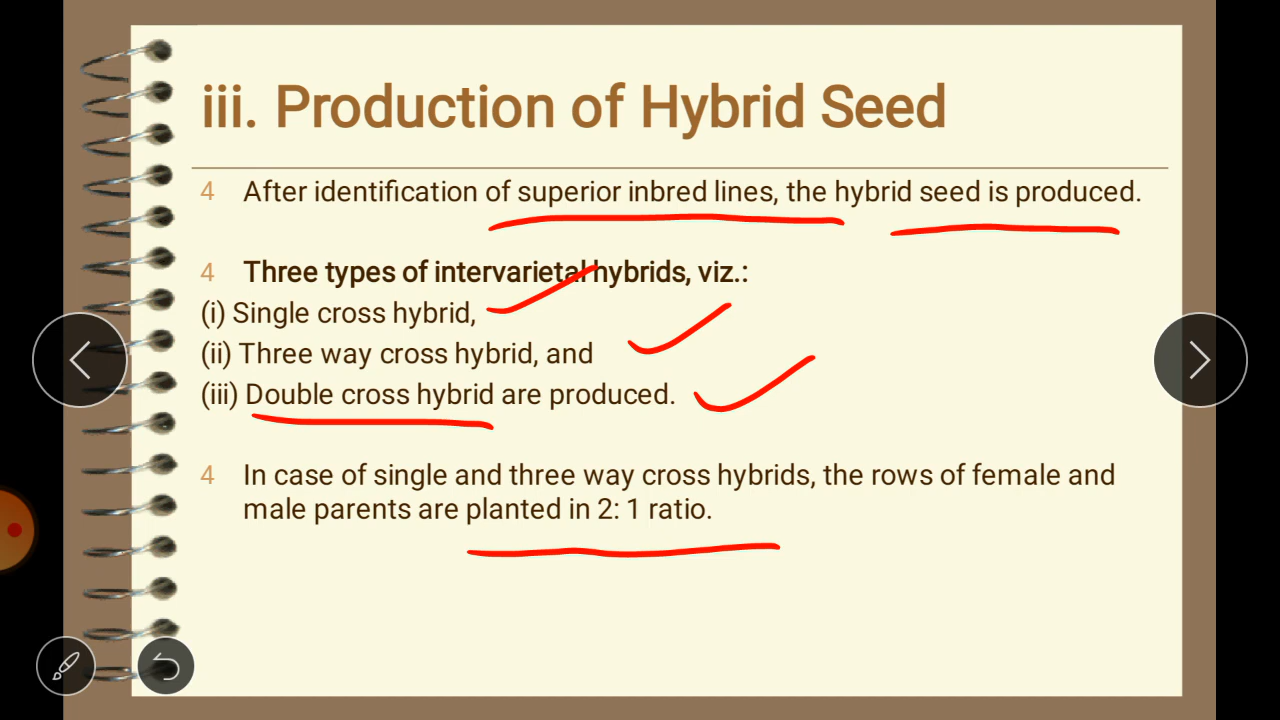 iii. Production of Hybrid Seed
4 After identification of superior inbred lines, the hybrid seed is produced.
4 Three types of intervarietal hybrids, viz.:
(i) Single cross hybrid,
(ii) Three way cross hybrid, and
(iii) Double cross hybrid are produced.
4 In case of single and three way cross hybrids, the rows of female and
male parents are planted in 2: 1 ratio.